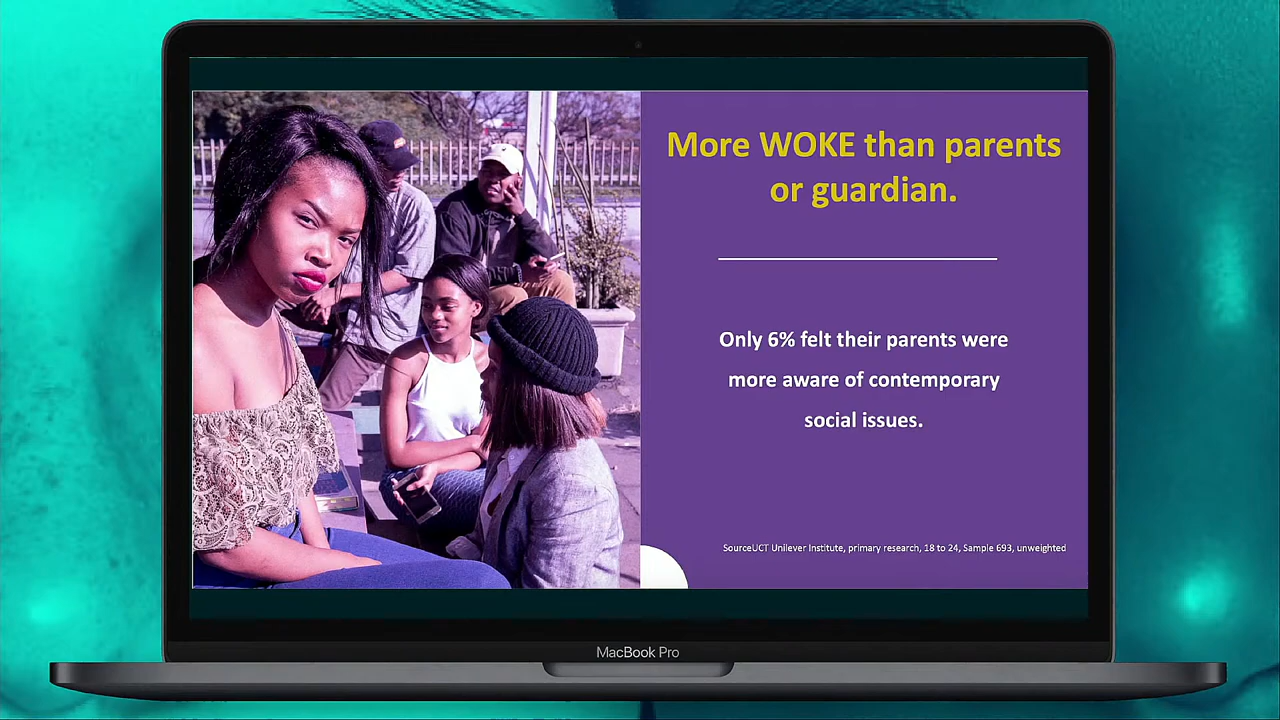 More WOKE than parents
or guardian.
Only 6% felt their parents were
more aware of contemporary
social issues.
SourceUCT Unilever Institute, primary research, 18 to 24, Sample 693, unweighted
MacBook Pro